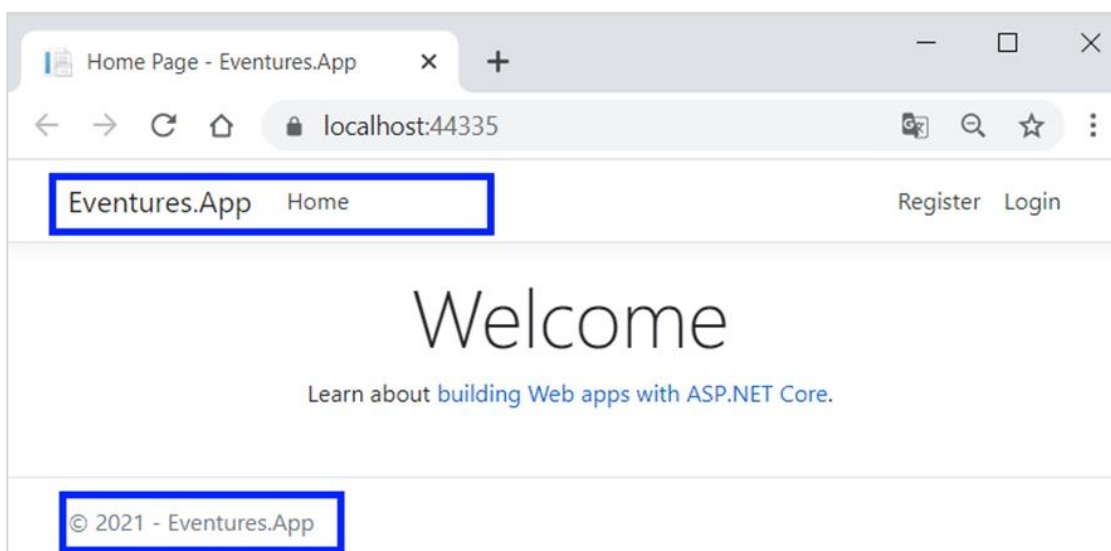 Home Page - Eventures.App
localhost:44335
Eventures.App Home Register Login
Welcome
Learn about building Web apps with ASP.NET Core.
© 2021 - Eventures.App